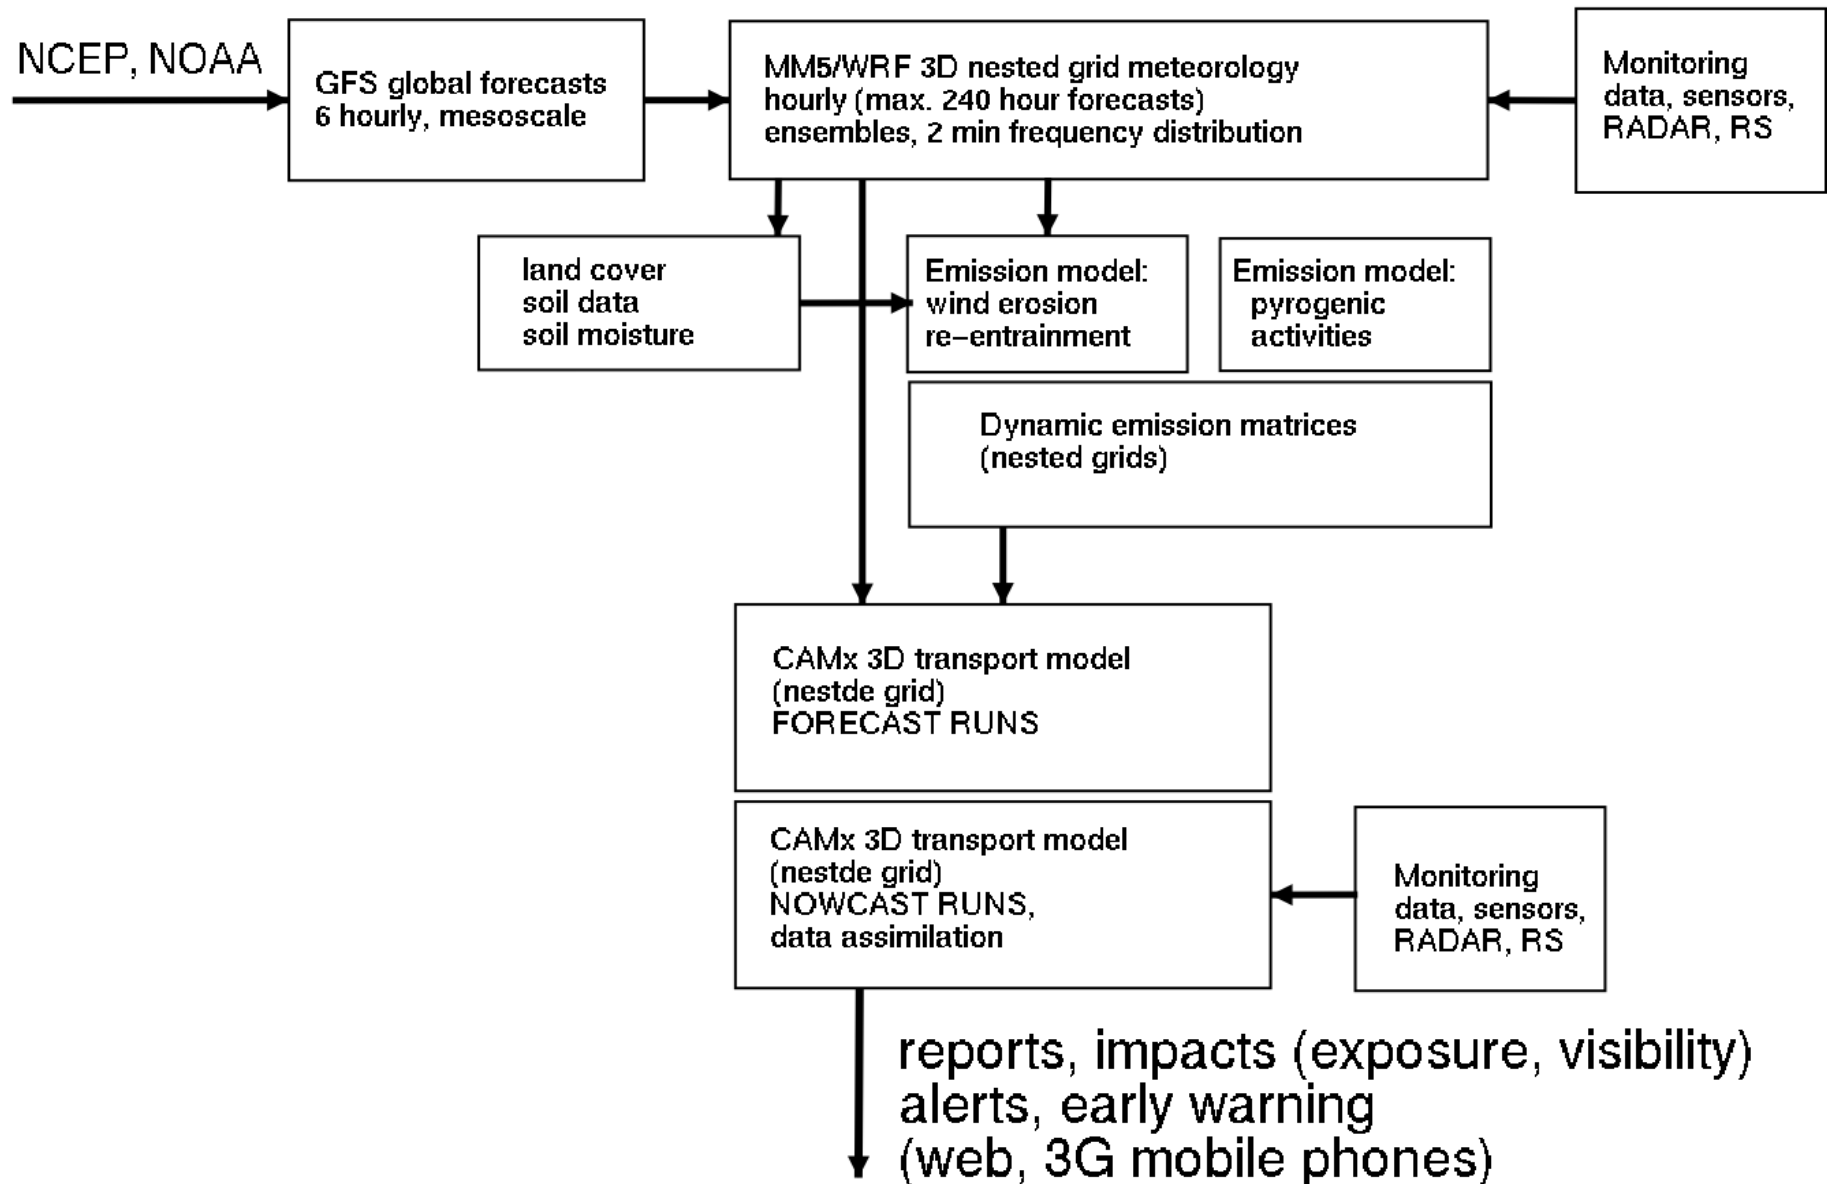 NCEP, NOAA
GFS global forecasts
6 hourly, mesoscale
MM5/WRF 3D nested grid meteorology
hourly (max. 240 hour forecasts)
ensembles, 2 min frequency distribution
Monitoring
data, sensors,
RADAR, RS
land cover
soil data
soil moisture
Emission model:
wind erosion
re-entrainment
Emission model:
pyrogenic
activities
Dynamic emission matrices
(nested grids)
CAMx 3D transport model
(nestde grid)
FORECAST RUNS
CAMx 3D transport model
(nestde grid)
NOWCAST RUNS,
data assimilation
Monitoring
data, sensors,
RADAR, RS
reports, impacts (exposure, visibility)
alerts, early warning
(web, 3G mobile phones)